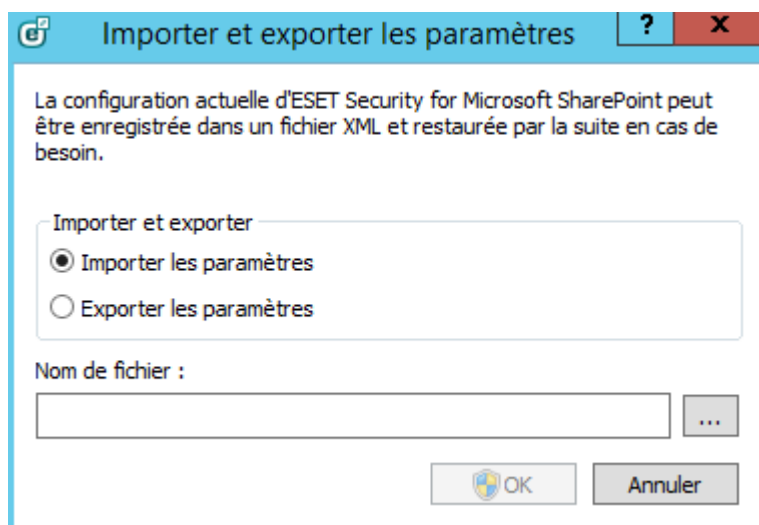 Importer et exporter les paramètres
? x
La configuration actuelle d'ESET Security for Microsoft SharePoint peut
être enregistrée dans un fichier XML et restaurée par la suite en cas de
besoin.
Importer et exporter
Importer les paramètres
Exporter les paramètres
Nom de fichier :
...
OK Annuler